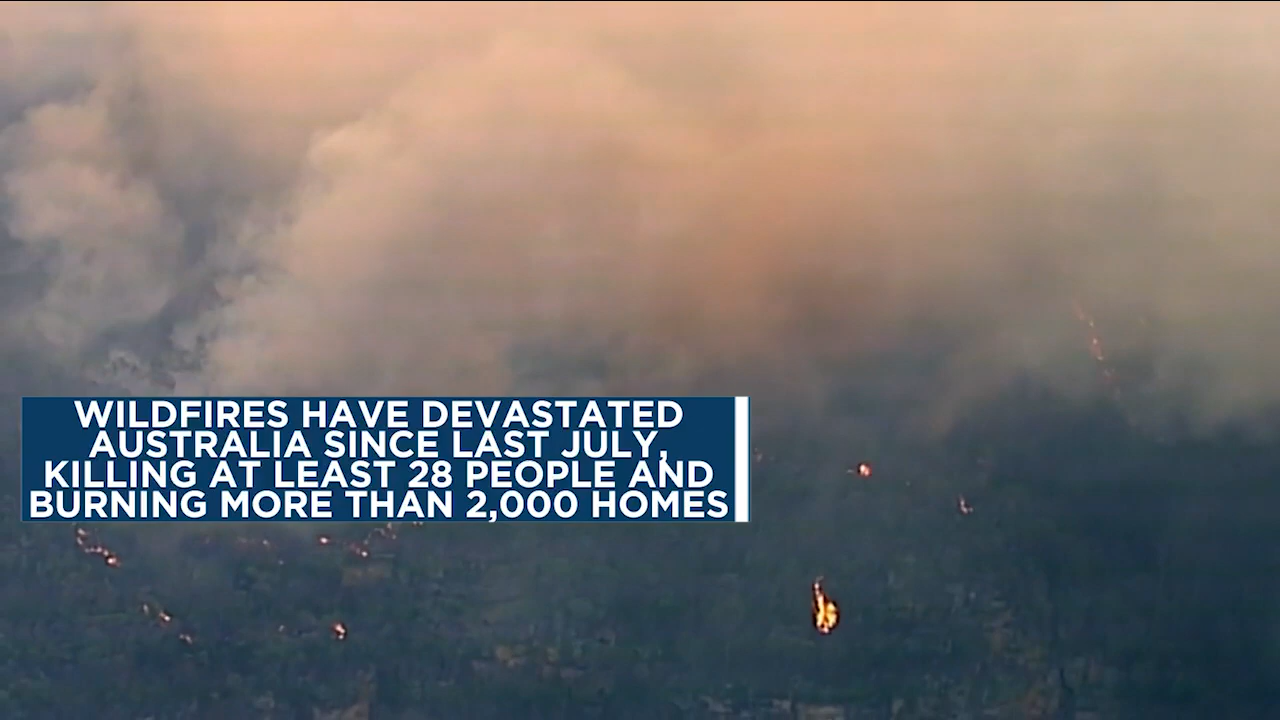 WILDFIRES HAVE DEVASTATED
AUSTRALIA SINCE LAST JULY,
KILLING AT LEAST 28 PEOPLE AND
BURNING MORE THAN 2,000 HOMES